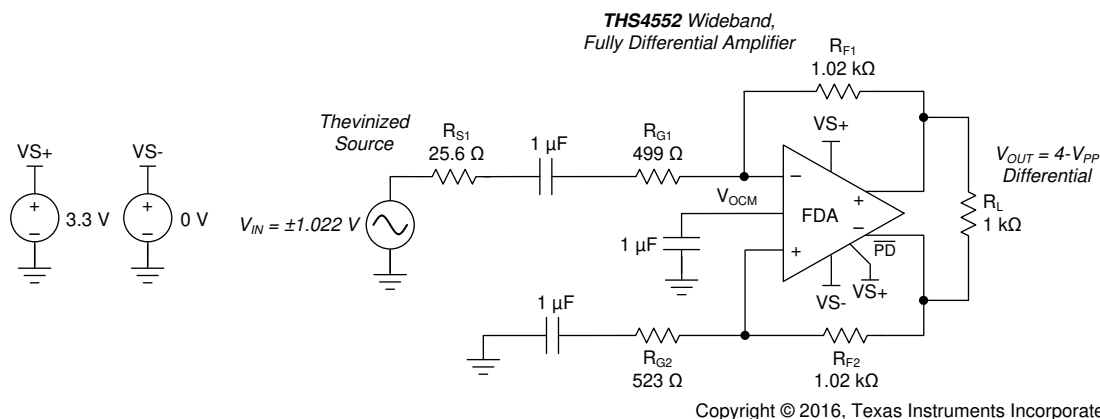 THS4552 Wideband,
Fully Differential Amplifier
RF1
1.02 kΩ
Thevinized
Source
RS1
25.6 Ω
1 µF
RG1
499 Ω
VS+
VS+
VS-
3.3 V
0 V
VIN = ±1.022 V
VOCM
FDA
−
+
+
−
PD
VS+
VS-
1 µF
VOUT = 4-VPP
Differential
RL
1 kΩ
1 µF
RG2
523 Ω
RF2
1.02 kΩ
Copyright © 2016, Texas Instruments Incorporate